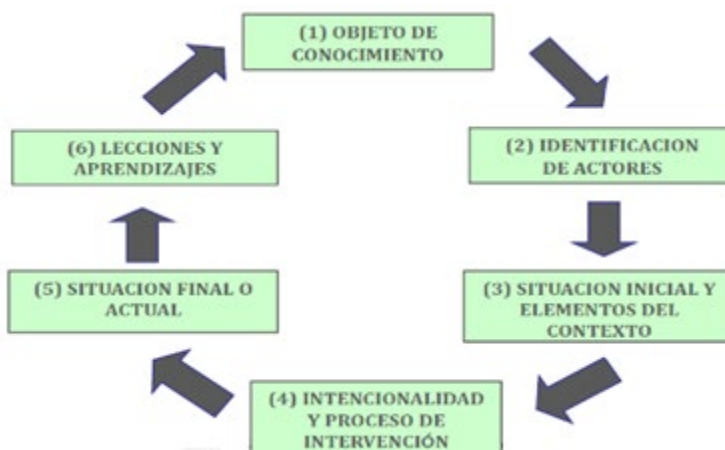 (1) OBJETO DE
CONOCIMIENTO
(2) IDENTIFICACION
DE ACTORES
(3) SITUACION INICIAL Y
ELEMENTOS DEL
CONTEXTO
(4) INTENCIONALIDAD
Y PROCESO DE
INTERVENCIÓN
(5) SITUACION FINAL O
ACTUAL
(6) LECCIONES Y
APRENDIZAJES